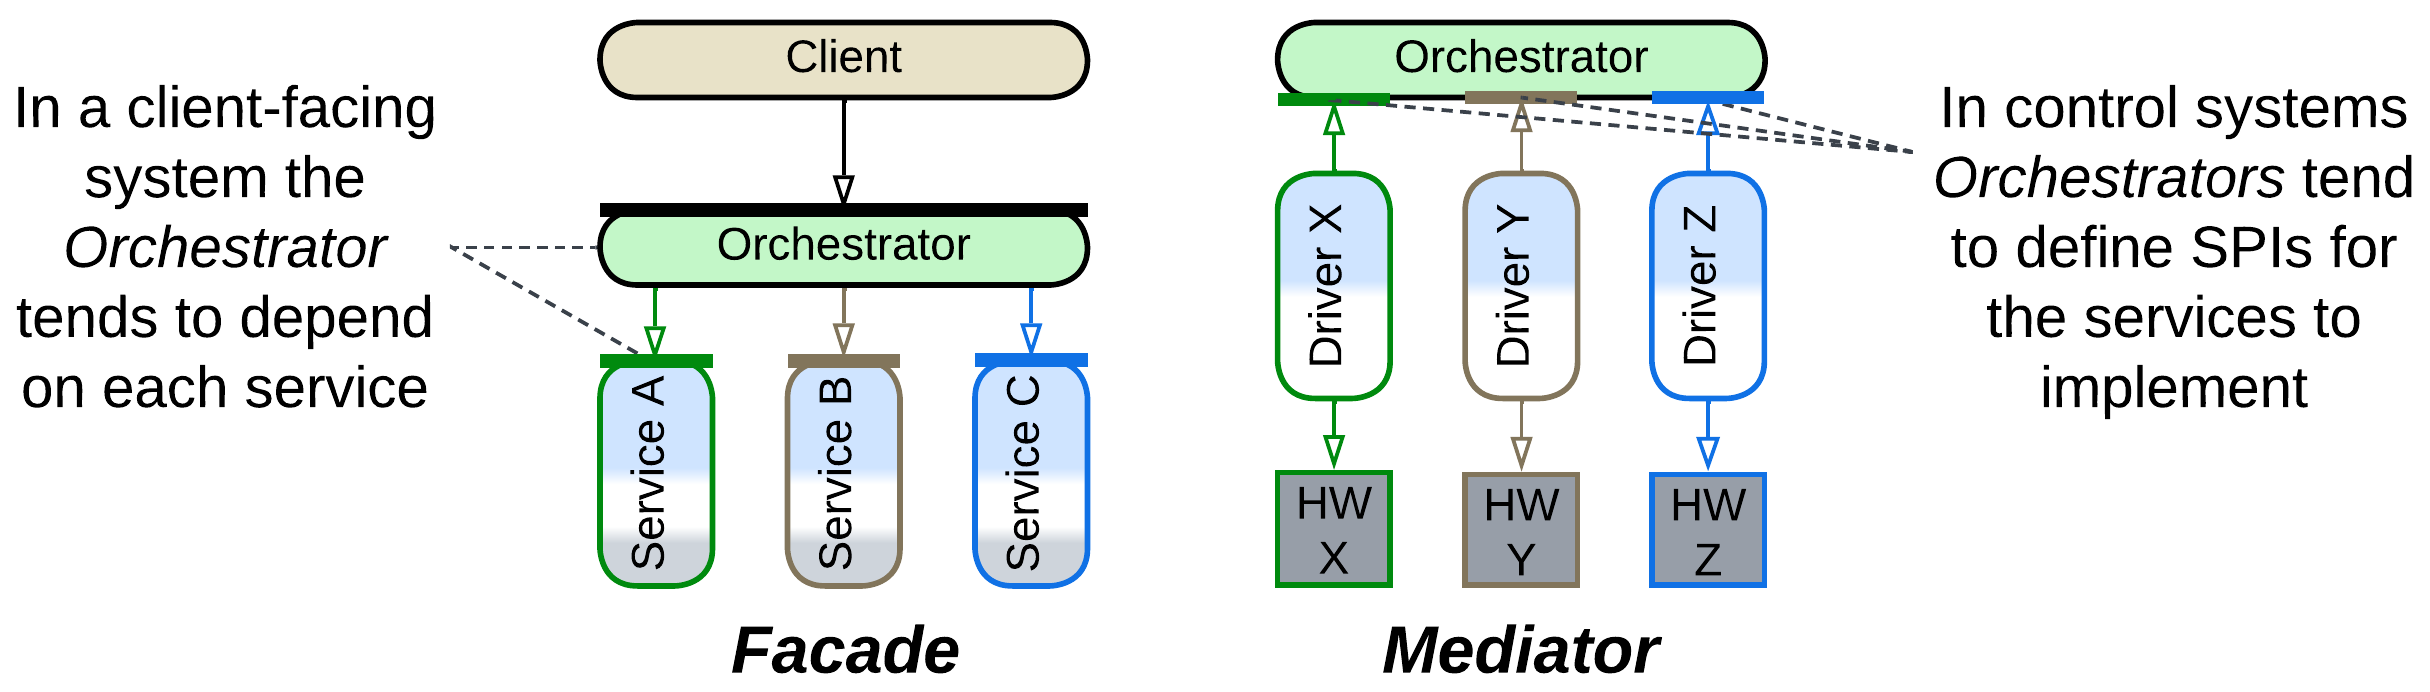 In a client-facing
system the
Orchestrator
tends to depend
on each service
Client
Orchestrator
Service A
Service B
Service C
Facade
Orchestrator
Driver X
Driver Y
Driver Z
HW
X
HW
Y
HW
Z
Mediator
In control systems
Orchestrators tend
to define SPIs for
the services to
implement